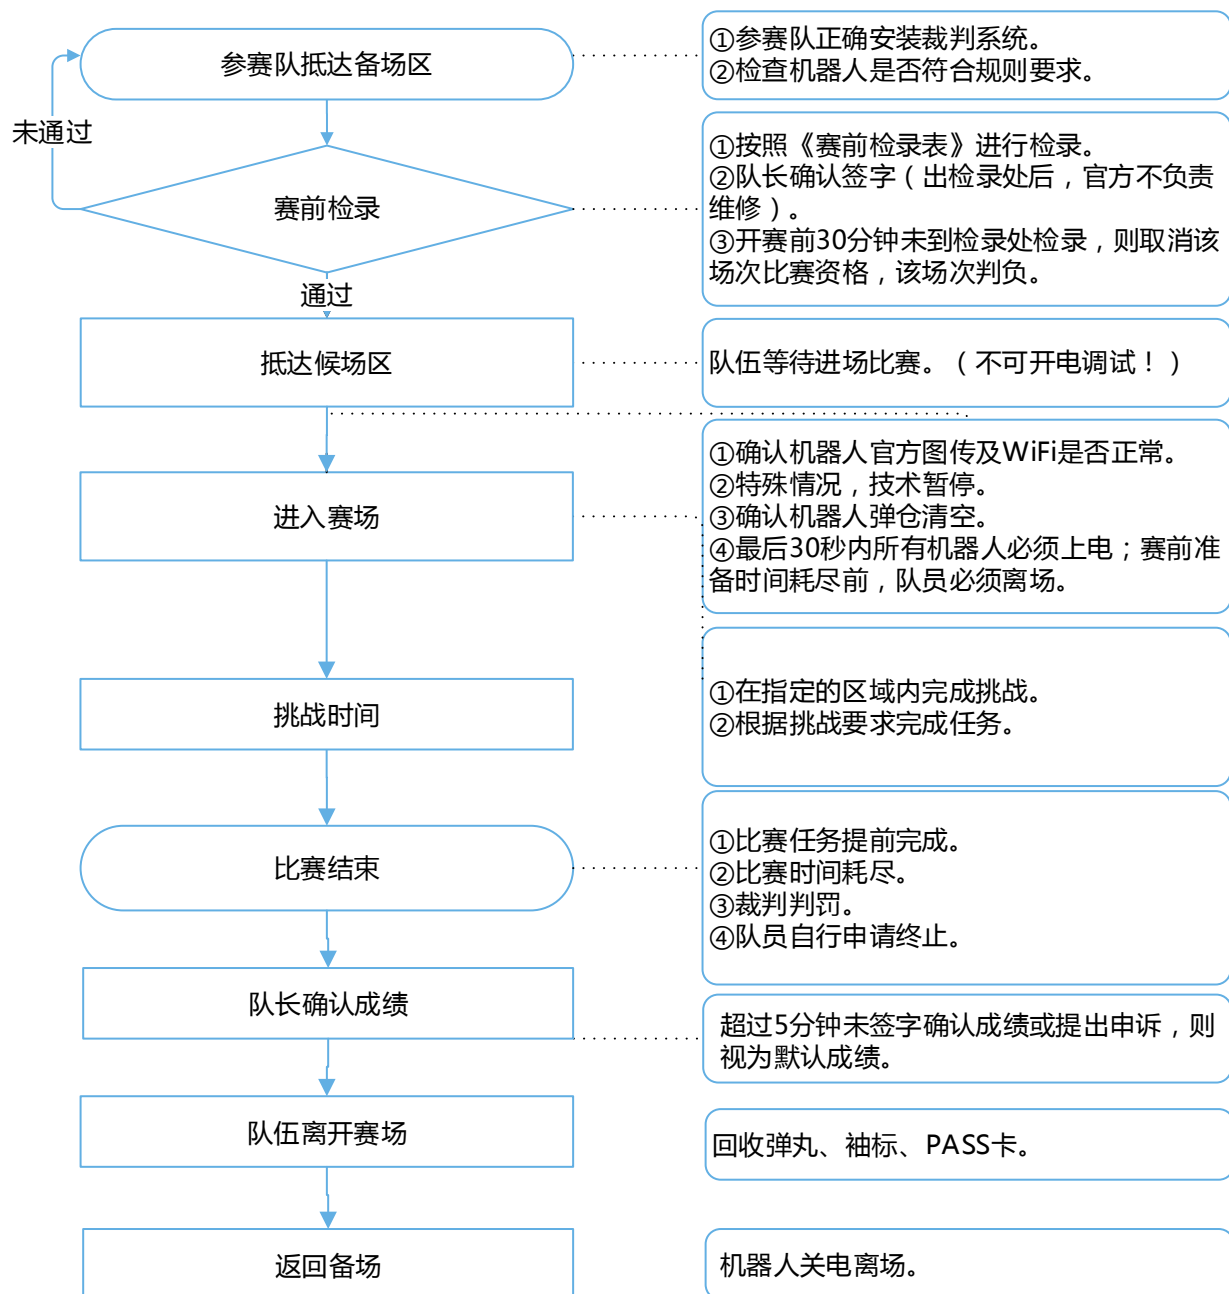 参赛队抵达备场区
①参赛队正确安装裁判系统。
②检查机器人是否符合规则要求。
未通过
赛前检录
①按照《赛前检录表》进行检录。
②队长确认签字（出检录处后，官方不负责
维修）。
③开赛前30分钟未到检录处检录，则取消该
场次比赛资格，该场次判负。
通过
抵达候场区
队伍等待进场比赛。（不可开电调试！）
进入赛场
①确认机器人官方图传及WiFi是否正常。
②特殊情况，技术暂停。
③确认机器人弹仓清空。
④最后30秒内所有机器人必须上电；赛前准
备时间耗尽前，队员必须离场。
挑战时间
①在指定的区域内完成挑战。
②根据挑战要求完成任务。
比赛结束
①比赛任务提前完成。
②比赛时间耗尽。
③裁判判罚。
④队员自行申请终止。
队长确认成绩
超过5分钟未签字确认成绩或提出申诉，则
视为默认成绩。
队伍离开赛场
回收弹丸、袖标、PASS卡。
返回备场
机器人关电离场。